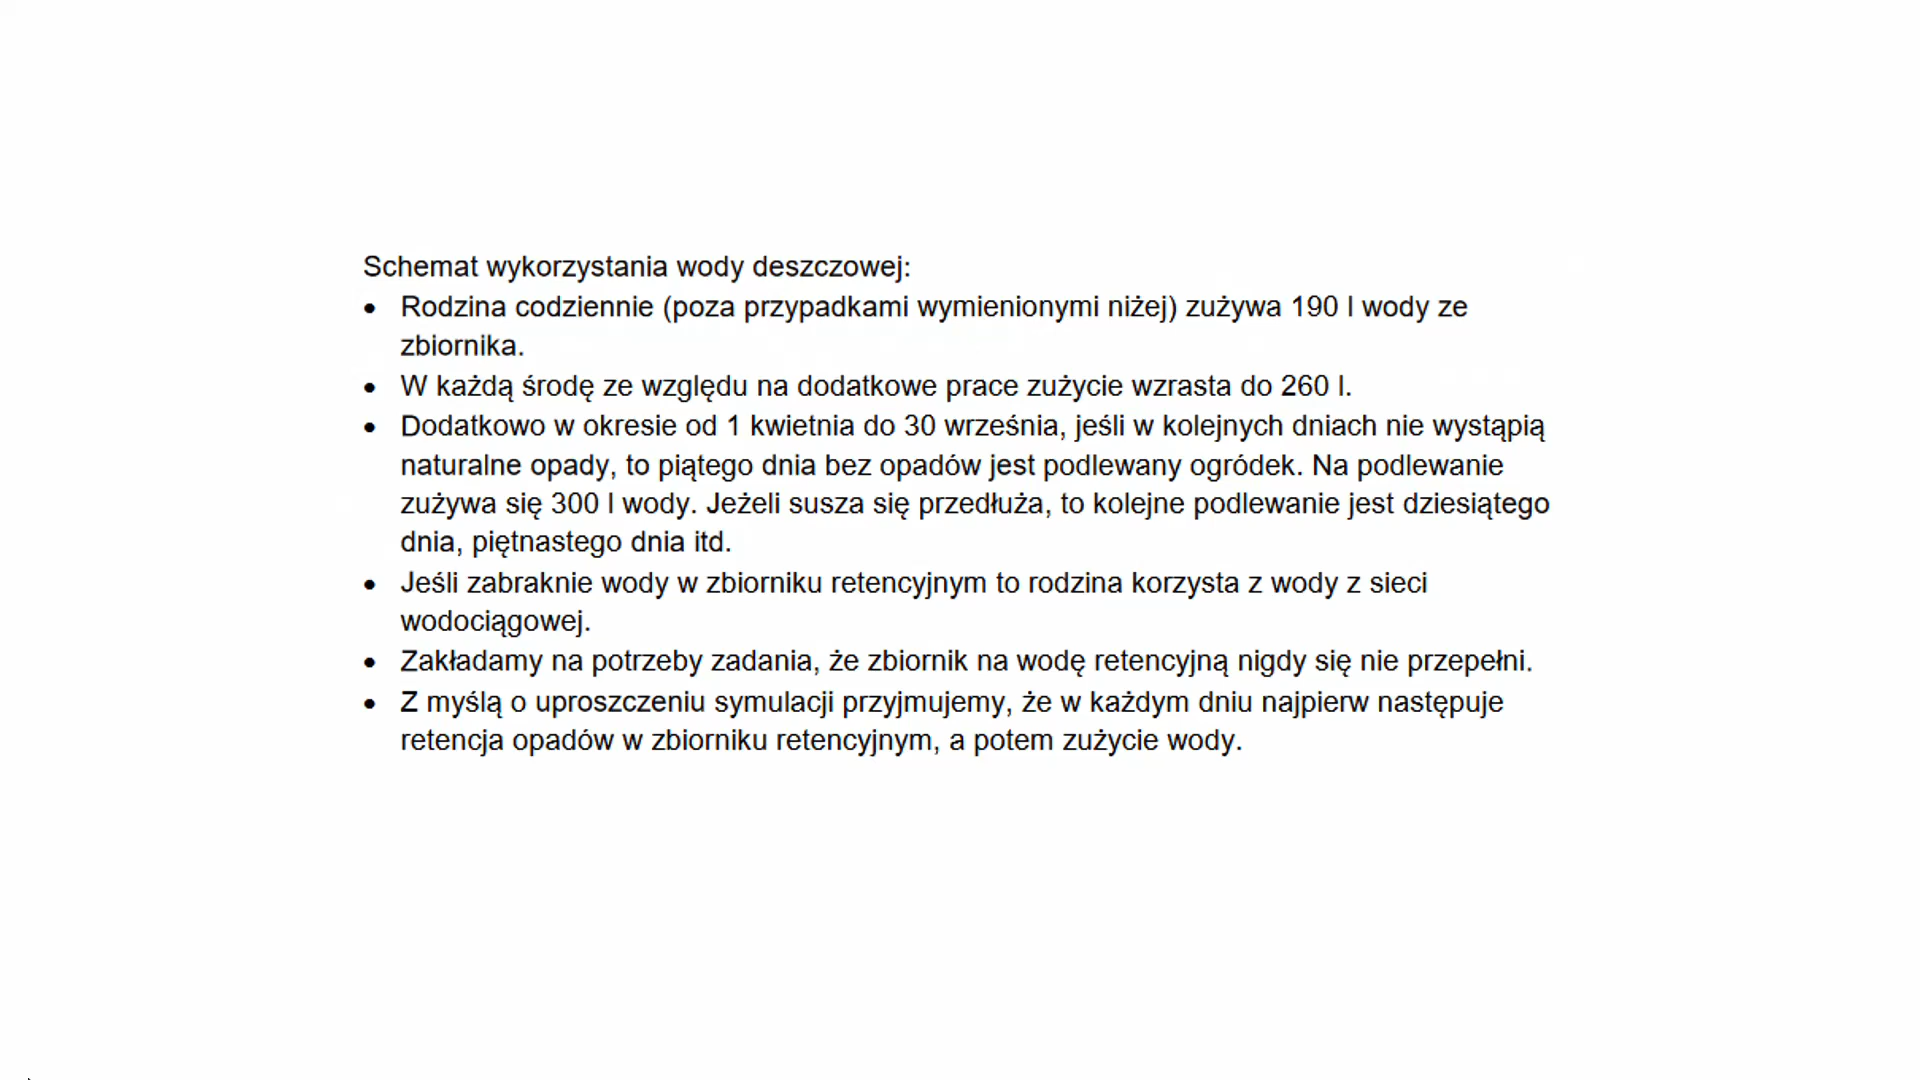 Schemat wykorzystania wody deszczowej:
• Rodzina codziennie (poza przypadkami wymienionymi niżej) zużywa 190 l wody ze
zbiornika.
• W każdą środę ze względu na dodatkowe prace zużycie wzrasta do 260 l.
• Dodatkowo w okresie od 1 kwietnia do 30 września, jeśli w kolejnych dniach nie wystąpią
naturalne opady, to piątego dnia bez opadów jest podlewany ogródek. Na podlewanie
zużywa się 300 l wody. Jeżeli susza się przedłuża, to kolejne podlewanie jest dziesiątego
dnia, piętnastego dnia itd.
• Jeśli zabraknie wody w zbiorniku retencyjnym to rodzina korzysta z wody z sieci
wodociągowej.
• Zakładamy na potrzeby zadania, że zbiornik na wodę retencyjną nigdy się nie przepełni.
• Z myślą o uproszczeniu symulacji przyjmujemy, że w każdym dniu najpierw następuje
retencja opadów w zbiorniku retencyjnym, a potem zużycie wody.